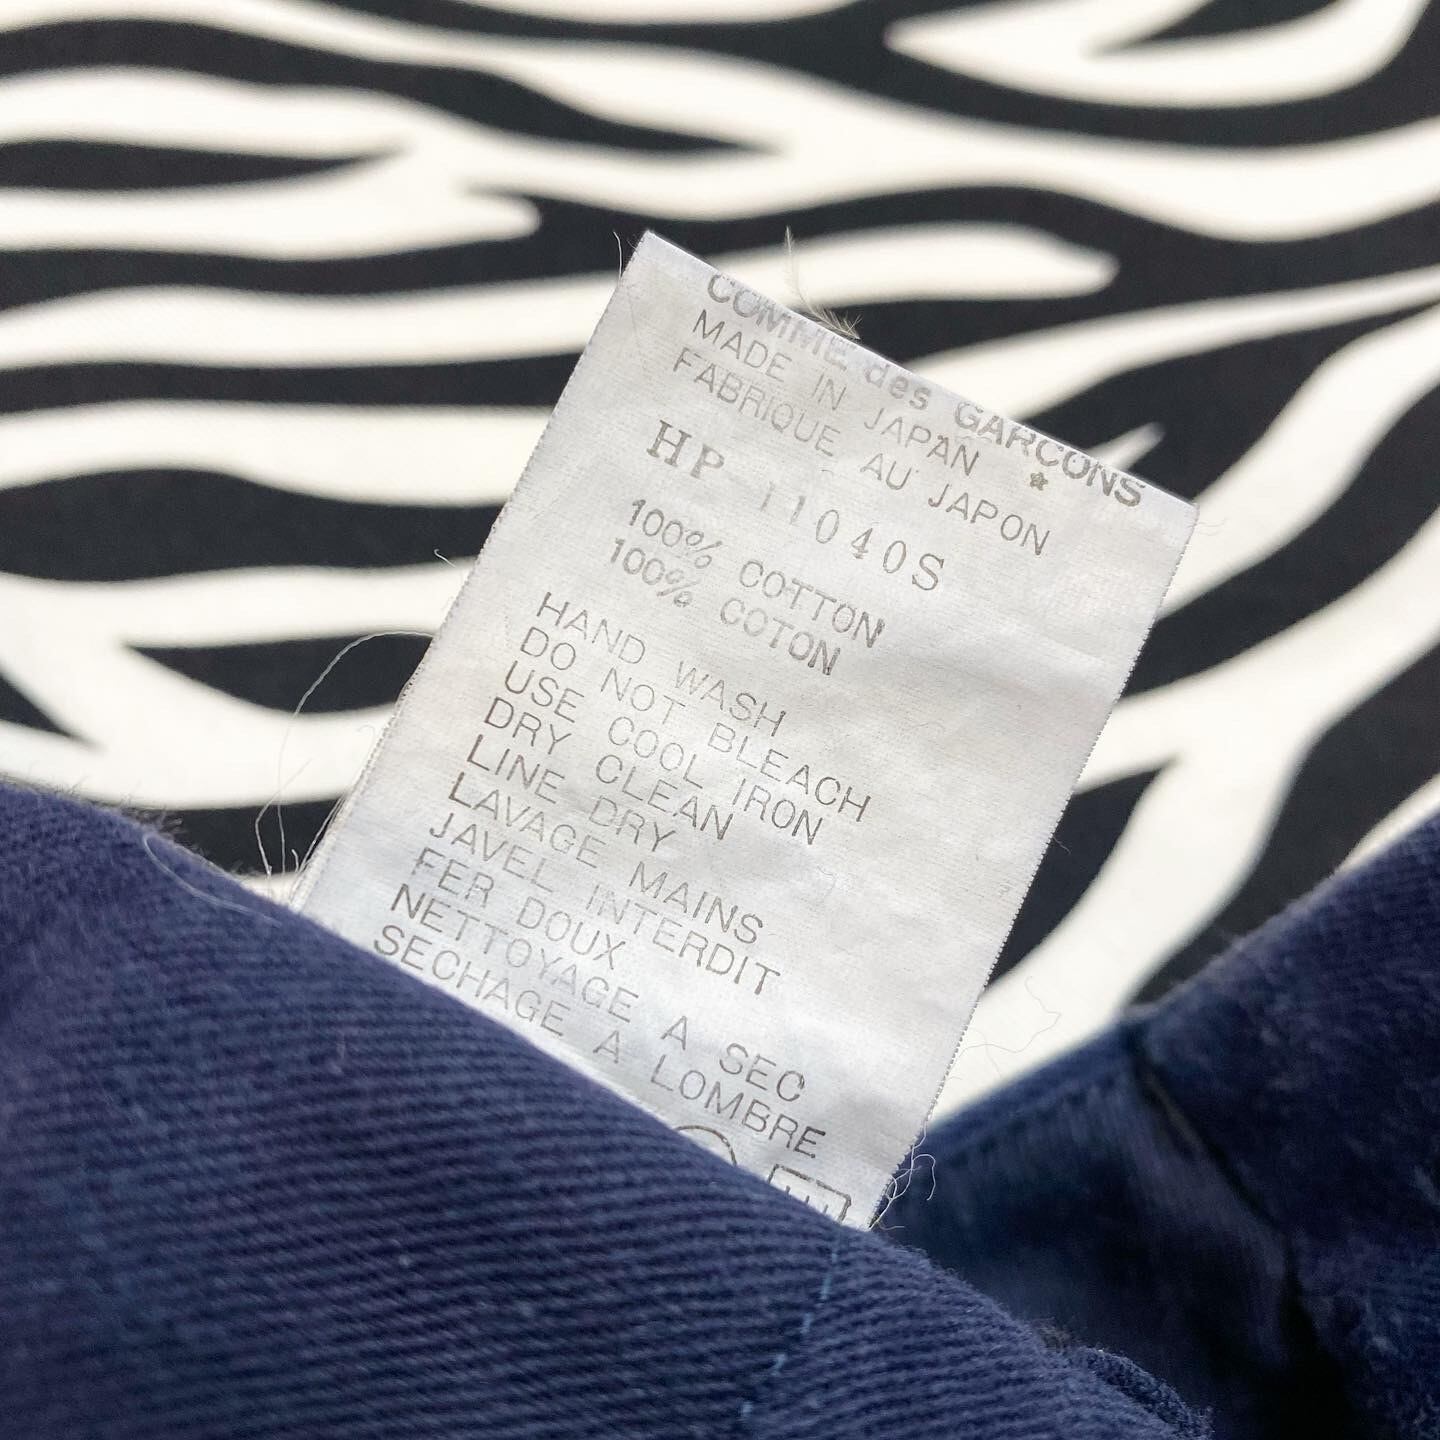 COMME des GARCONS
MADE IN JAPAN ☆
FABRIQUE AU JAPON
HP 11040S
100% COTTON
100% COTON
HAND WASH
DO NOT BLEACH
USE COOL IRON
DRY CLEAN
LINE DRY
LAVAGE MAINS
JAVEL INTERDIT
FER DOUX
NETTOYAGE A SEC
SECHAGE A LOMBRE